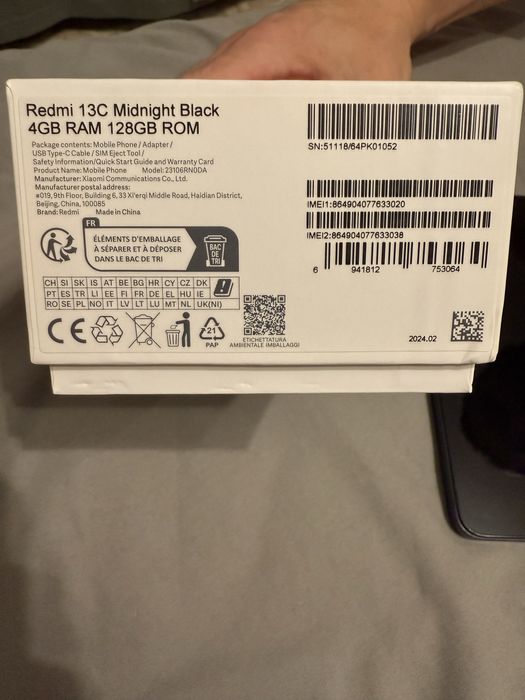 Redmi 13C Midnight Black
4GB RAM 128GB ROM
Package contents: Mobile Phone / Adapter /
USB Type-C Cable / SIM Eject Tool /
Safety Information/Quick Start Guide and Warranty Card
Product Name: Mobile Phone Model: 23106RN0DA
Manufacturer: Xiaomi Communications Co., Ltd.
Manufacturer postal address:
#019, 9th Floor, Building 6, 33 Xi'erqi Middle Road, Haidian District,
Beijing, China, 100085
Brand: Redmi Made in China
FR
ÉLÉMENTS D'EMBALLAGE
À SÉPARER ET À DÉPOSER
DANS LE BAC DE TRI
BAC
DE
TRI
CH SI SK IS AT BE BG HR CY CZ DK
PT ES TR LI EE FI FR DE EL HU IE
RO SE PL NO IT LV LT LU MT NL UK(NI)
CE
21
PAP
ETICHETTATURA
AMBIENTALE IMBALLAGGI
SN:51118/64PK01052
IMEI1:864904077633020
IMEI2:864904077633038
6 941812 753064
2024.02